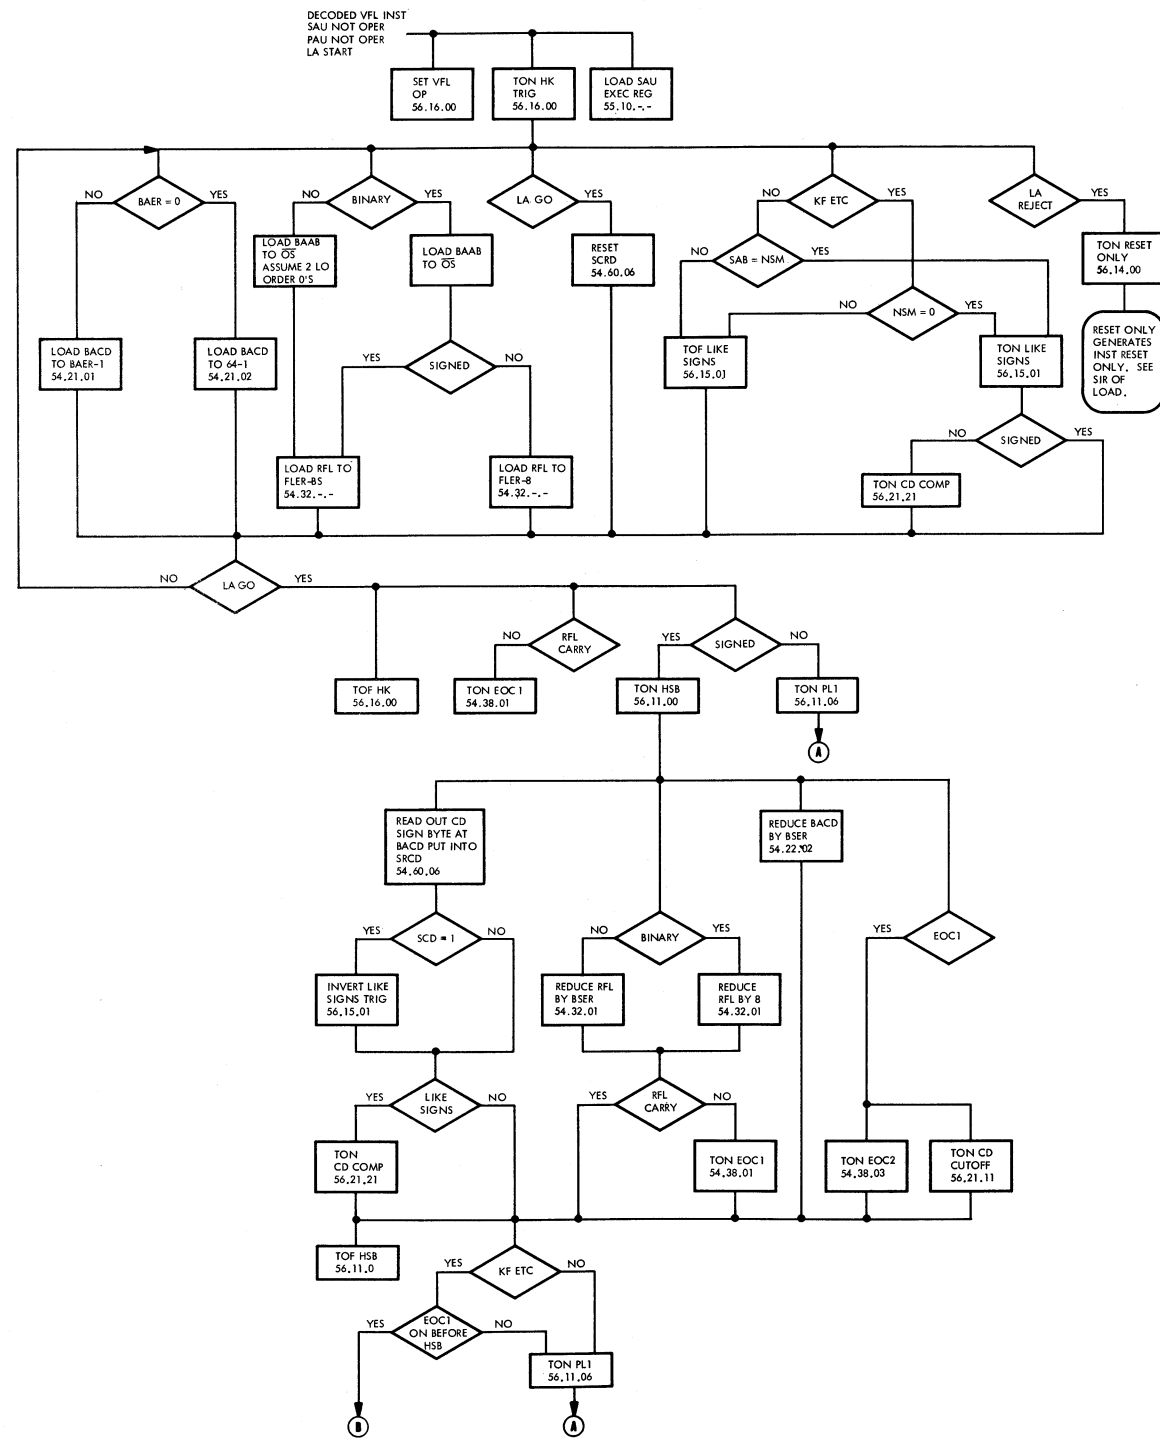 DECODED VFL INST
SAU NOT OPER
PAU NOT OPER
LA START
SET VFL
OP
56.16.00
TON HK
TRIG
56.16.00
LOAD SAU
EXEC REG
55.10.-.-
NO
BAER = 0
YES
NO
BINARY
YES
LA GO
YES
NO
KF ETC
YES
LA
REJECT
YES
LOAD BAAB
TO OS
ASSUME 2 LO
ORDER 0'S
LOAD BAAB
TO OS
RESET
SCRD
54.60.06
NO
SAB = NSM
YES
TON RESET
ONLY
56.14.00
NO
NSM = 0
YES
LOAD BACD
TO BAER-1
54.21.01
LOAD BACD
TO 64-1
54.21.02
YES
SIGNED
NO
TOF LIKE
SIGNS
56.15.01
TON LIKE
SIGNS
56.15.01
RESET ONLY
GENERATES
INST RESET
ONLY. SEE
SIR OF
LOAD.
NO
SIGNED
YES
LOAD RFL TO
FLER-BS
54.32.-.-
LOAD RFL TO
FLER-8
54.32.-.-
TON CD COMP
56.21.21
NO
LA GO
YES
NO
RFL
CARRY
YES
SIGNED
NO
TOF HK
56.16.00
TON EOC1
54.38.01
TON HSB
56.11.00
TON PL1
56.11.06
A
READ OUT CD
SIGN BYTE AT
BACD PUT INTO
SRCD
54.60.06
REDUCE BACD
BY BSER
54.22.02
YES
SCD = 1
NO
NO
BINARY
YES
YES
EOC1
INVERT LIKE
SIGNS TRIG
56.15.01
REDUCE RFL
BY BSER
54.32.01
REDUCE
RFL BY 8
54.32.01
YES
LIKE
SIGNS
NO
YES
RFL
CARRY
NO
TON
CD COMP
56.21.21
TON EOC1
54.38.01
TON EOC2
54.38.03
TON CD
CUTOFF
56.21.11
TOF HSB
56.11.0
YES
KF ETC
NO
YES
EOC1
ON BEFORE
HSB
NO
TON PL1
56.11.06
B
A